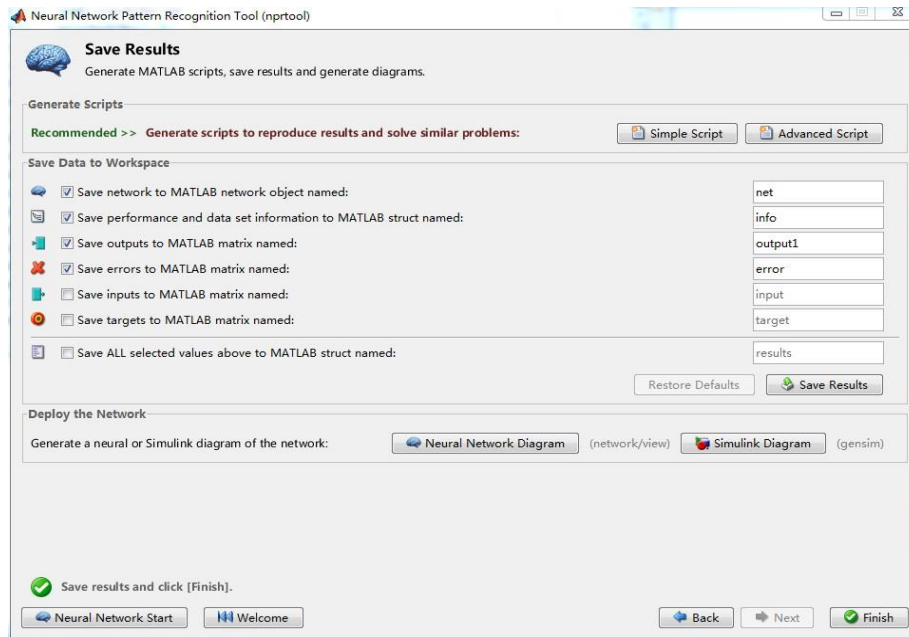 Neural Network Pattern Recognition Tool (nprtool)
Save Results
Generate MATLAB scripts, save results and generate diagrams.
Generate Scripts
Recommended >> Generate scripts to reproduce results and solve similar problems: Simple Script Advanced Script
Save Data to Workspace
Save network to MATLAB network object named: net
Save performance and data set information to MATLAB struct named: info
Save outputs to MATLAB matrix named: output1
Save errors to MATLAB matrix named: error
Save inputs to MATLAB matrix named: input
Save targets to MATLAB matrix named: target
Save ALL selected values above to MATLAB struct named: results
Restore Defaults Save Results
Deploy the Network
Generate a neural or Simulink diagram of the network: Neural Network Diagram (network/view) Simulink Diagram (gensim)
Save results and click [Finish].
Neural Network Start Welcome Back Next Finish